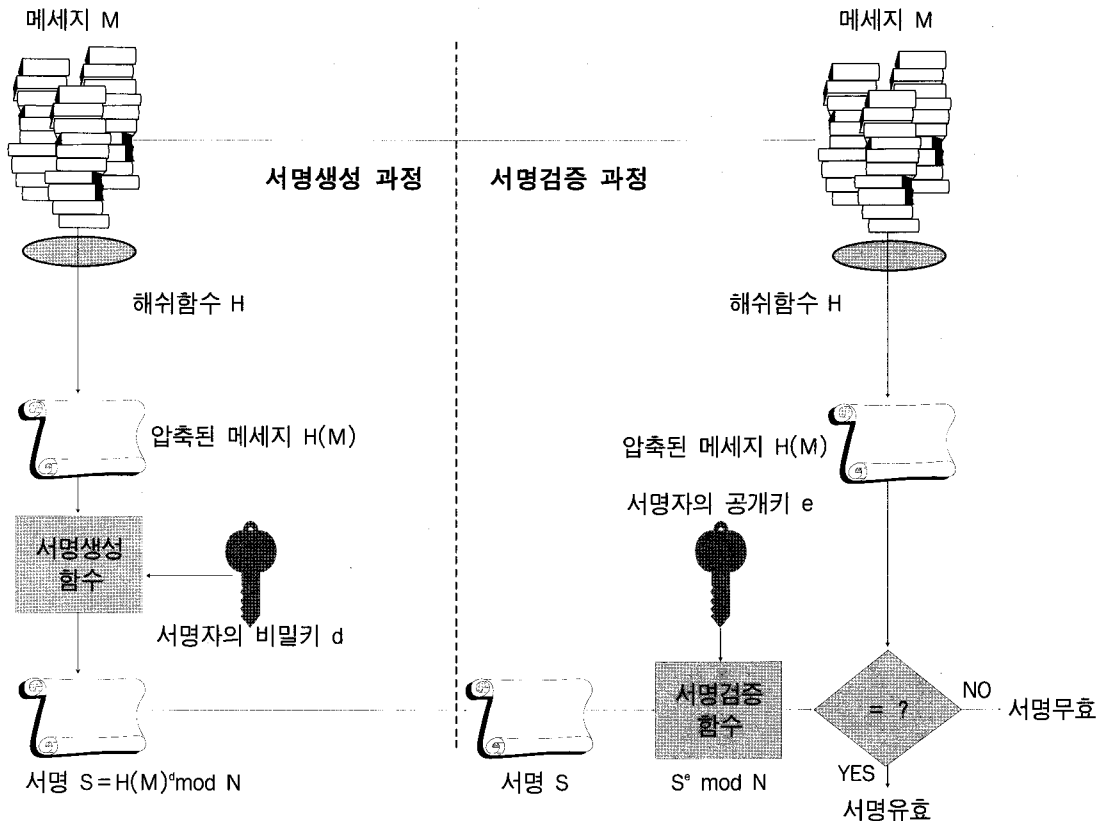 메세지 M
메세지 M
서명생성 과정
서명검증 과정
해쉬함수 H
해쉬함수 H
압축된 메세지 H(M)
압축된 메세지 H(M)
서명자의 공개키 e
서명생성
함수
서명자의 비밀키 d
서명검증
함수
= ?
NO
서명무효
서명 S=H(M)ᵈmod N
서명 S
Sᵉ mod N
YES
서명유효